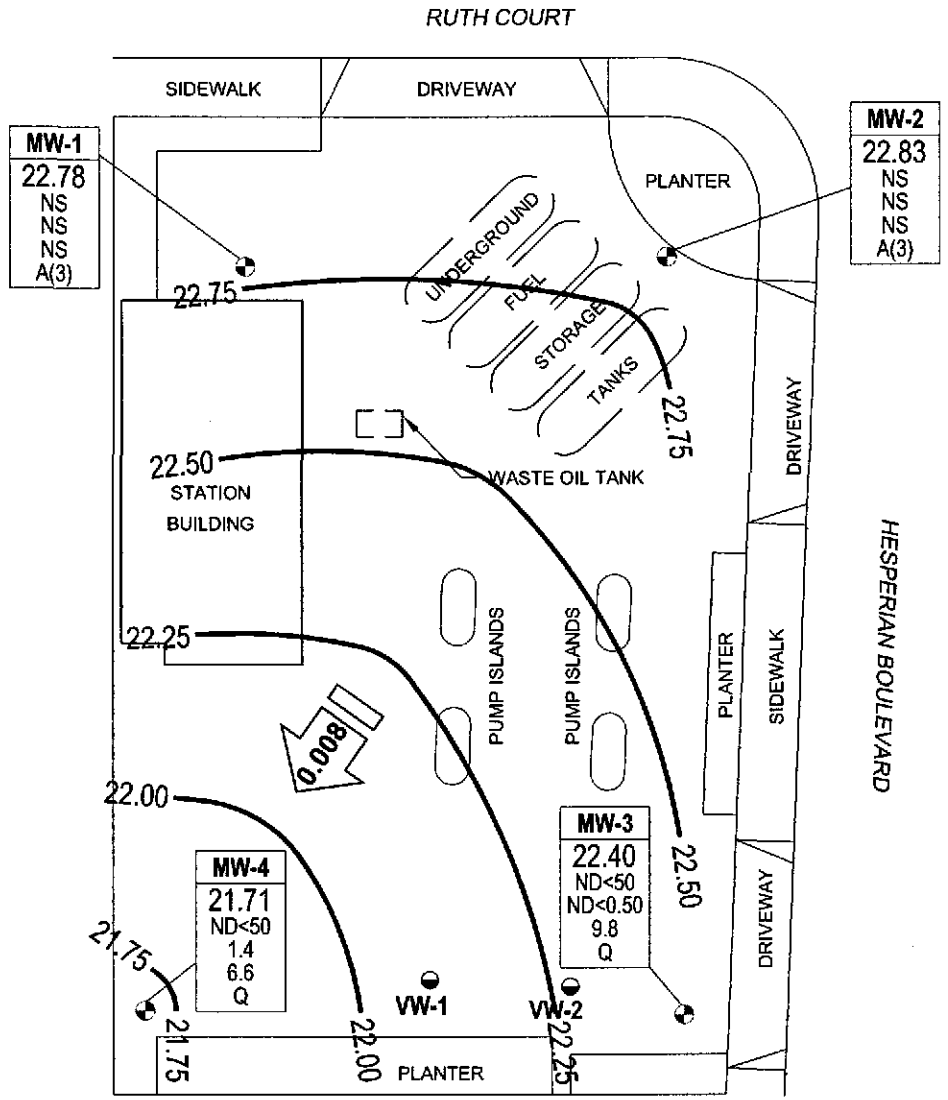 RUTH COURT
SIDEWALK
DRIVEWAY
MW-1
22.78
NS
NS
NS
A(3)
MW-2
22.83
NS
NS
NS
A(3)
PLANTER
UNDERGROUND
FUEL
STORAGE
TANKS
22.75
22.75
DRIVEWAY
22.50
WASTE OIL TANK
STATION
BUILDING
HESPERIAN BOULEVARD
PUMP ISLANDS
PUMP ISLANDS
PLANTER
SIDEWALK
22.25
0.008
22.00
MW-3
22.40
ND<50
ND<0.50
9.8
Q
22.50
MW-4
21.71
ND<50
1.4
6.6
Q
DRIVEWAY
21.75
VW-1
VW-2
21.75
22.00
22.25
PLANTER